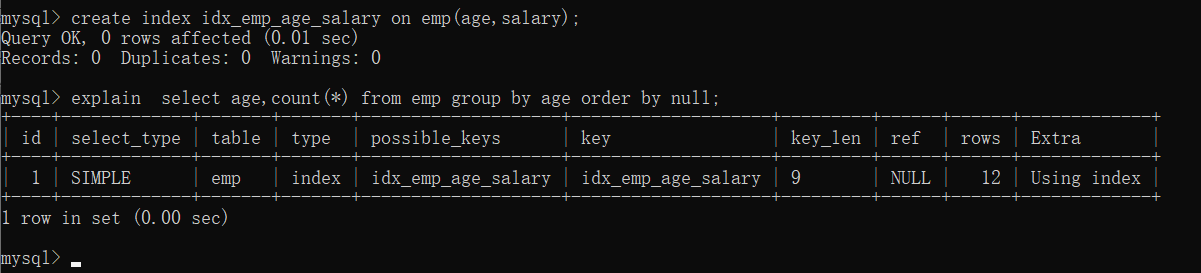 mysql> create index idx_emp_age_salary on emp(age,salary);
Query OK, 0 rows affected (0.01 sec)
Records: 0  Duplicates: 0  Warnings: 0
mysql> explain  select age,count(*) from emp group by age order by null;
+----+-------------+-------+-------+--------------------+--------------------+---------+------+------+-------------+
| id | select_type | table | type  | possible_keys      | key                | key_len | ref  | rows | Extra       |
+----+-------------+-------+-------+--------------------+--------------------+---------+------+------+-------------+
|  1 | SIMPLE      | emp   | index | idx_emp_age_salary | idx_emp_age_salary | 9       | NULL |   12 | Using index |
+----+-------------+-------+-------+--------------------+--------------------+---------+------+------+-------------+
1 row in set (0.00 sec)
mysql> _